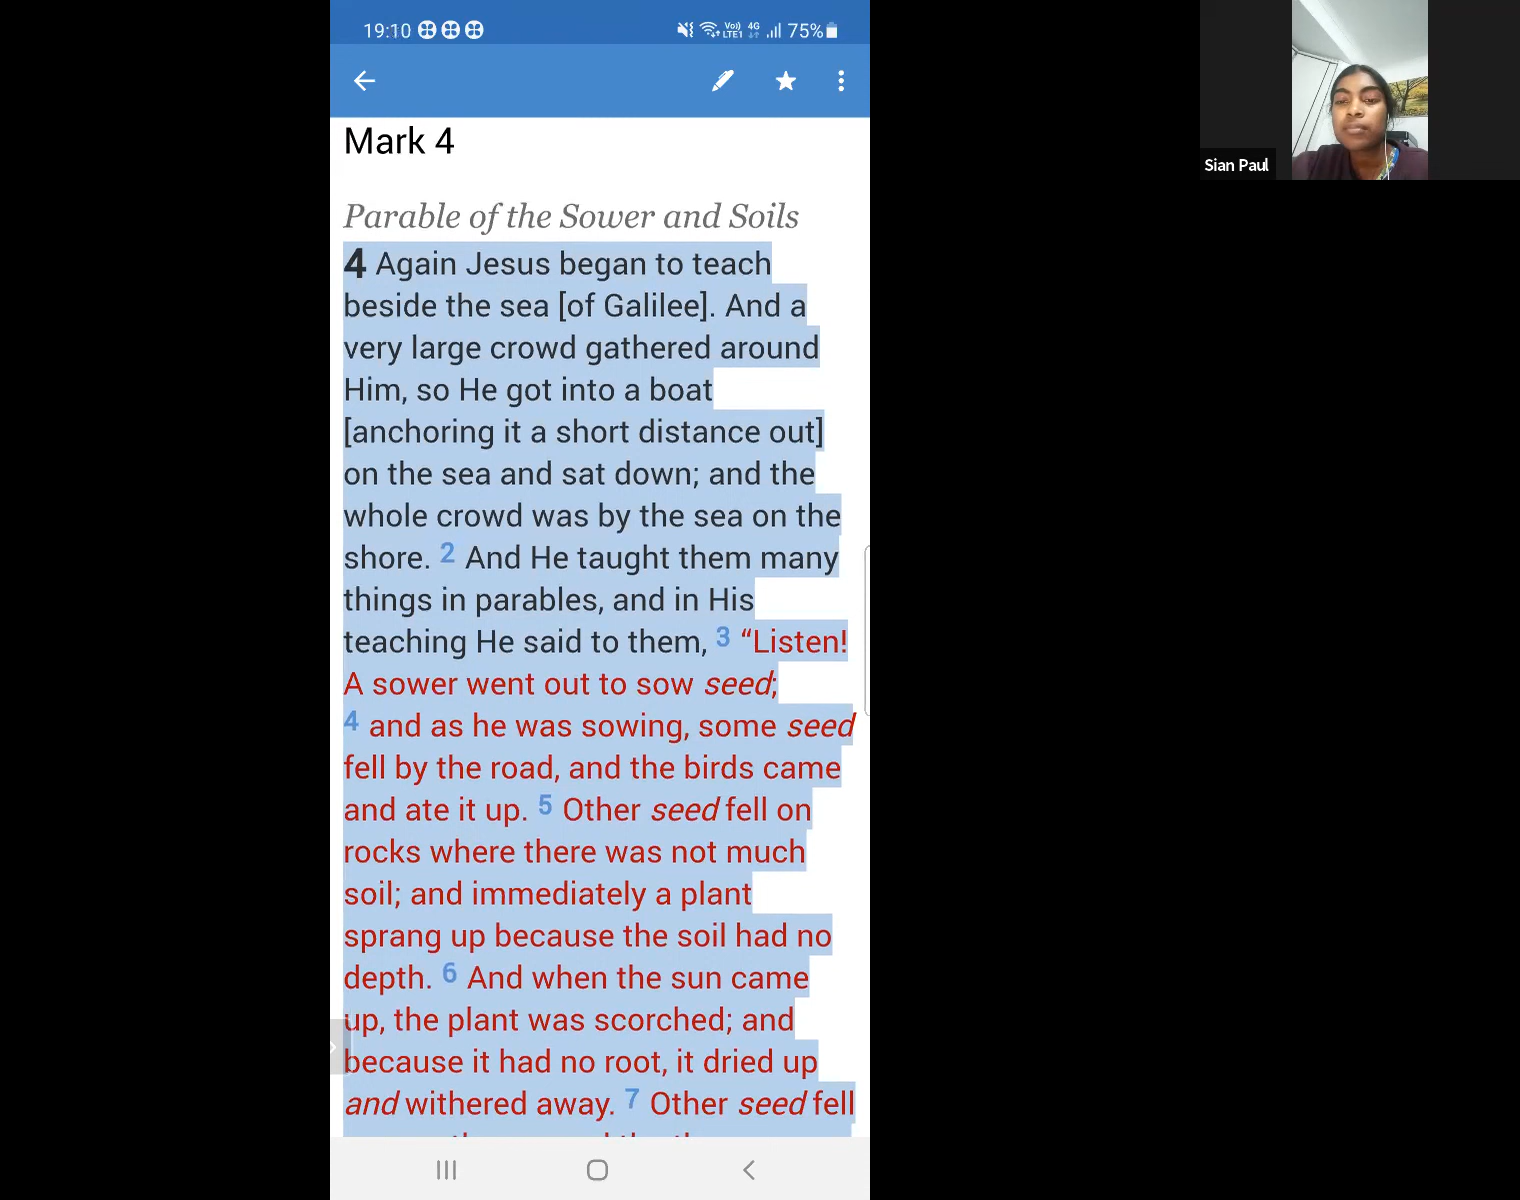 19:10
Vo)) 4G
LTE1
75%
Mark 4
Parable of the Sower and Soils
4 Again Jesus began to teach
beside the sea [of Galilee]. And a
very large crowd gathered around
Him, so He got into a boat
[anchoring it a short distance out]
on the sea and sat down; and the
whole crowd was by the sea on the
shore. 2 And He taught them many
things in parables, and in His
teaching He said to them, 3 “Listen!
A sower went out to sow seed;
4 and as he was sowing, some seed
fell by the road, and the birds came
and ate it up. 5 Other seed fell on
rocks where there was not much
soil; and immediately a plant
sprang up because the soil had no
depth. 6 And when the sun came
up, the plant was scorched; and
because it had no root, it dried up
and withered away. 7 Other seed fell
Sian Paul